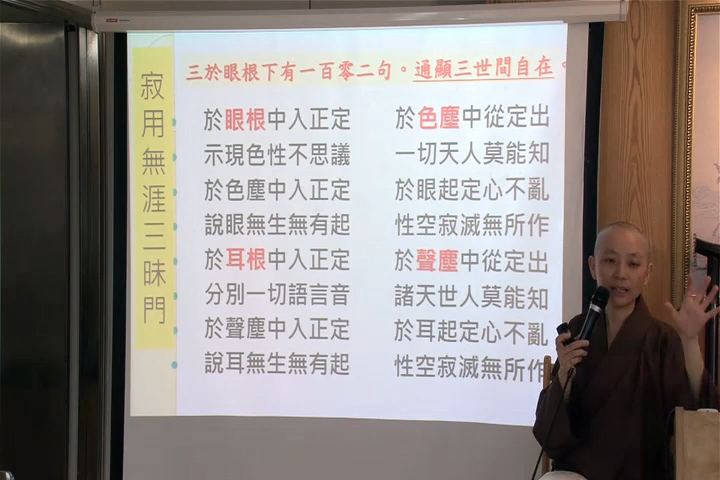 三於眼根下有一百零二句。通顯三世間自在。
寂用無涯三昧門
於眼根中入正定 於色塵中從定出
示現色性不思議 一切天人莫能知
於色塵中入正定 於眼起定心不亂
說眼無生無有起 性空寂滅無所作
於耳根中入正定 於聲塵中從定出
分別一切語言音 諸天世人莫能知
於聲塵中入正定 於耳起定心不亂
說耳無生無有起 性空寂滅無所作